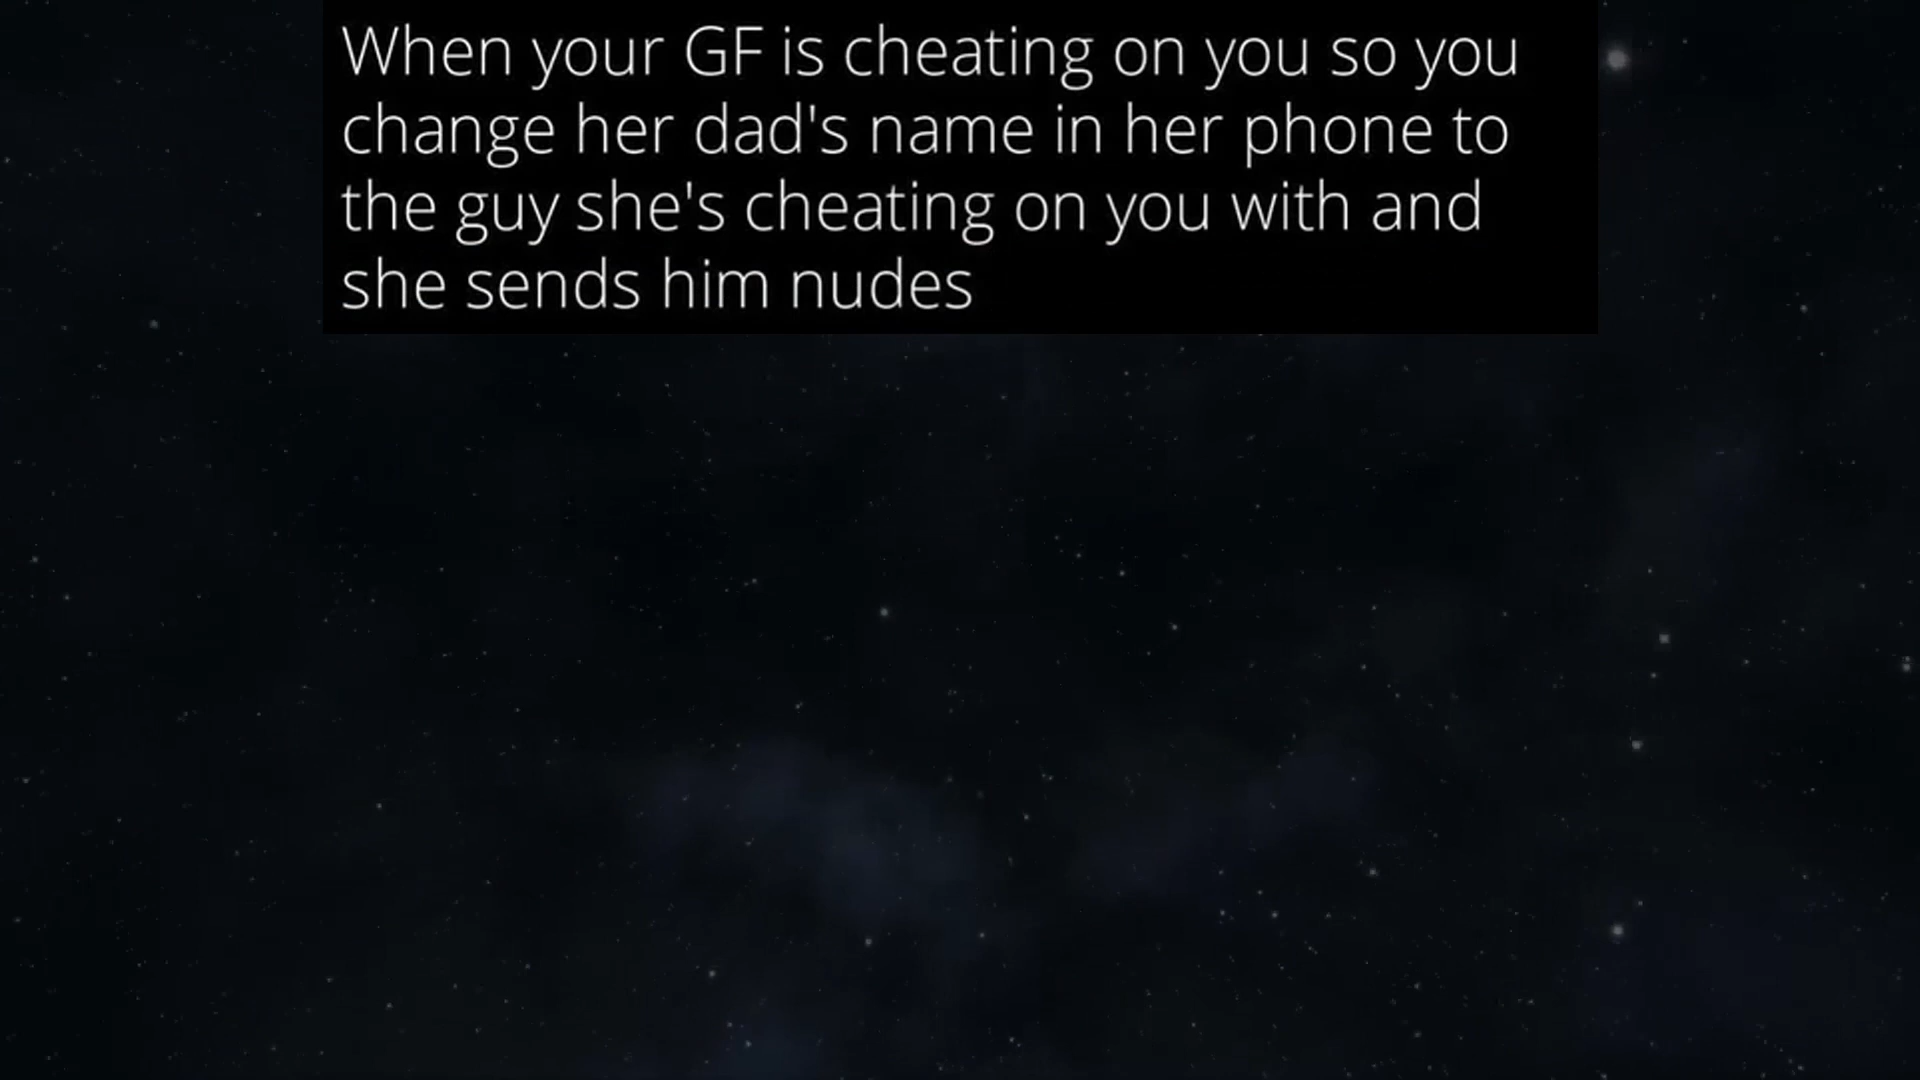 When your GF is cheating on you so you
change her dad's name in her phone to
the guy she's cheating on you with and
she sends him nudes